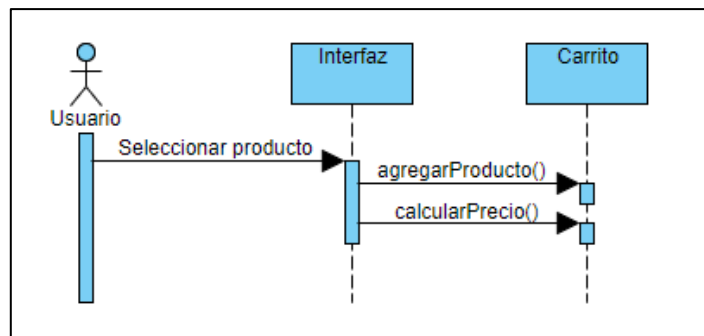 Interfaz
Carrito
Usuario
Seleccionar producto
agregarProducto()
calcularPrecio()